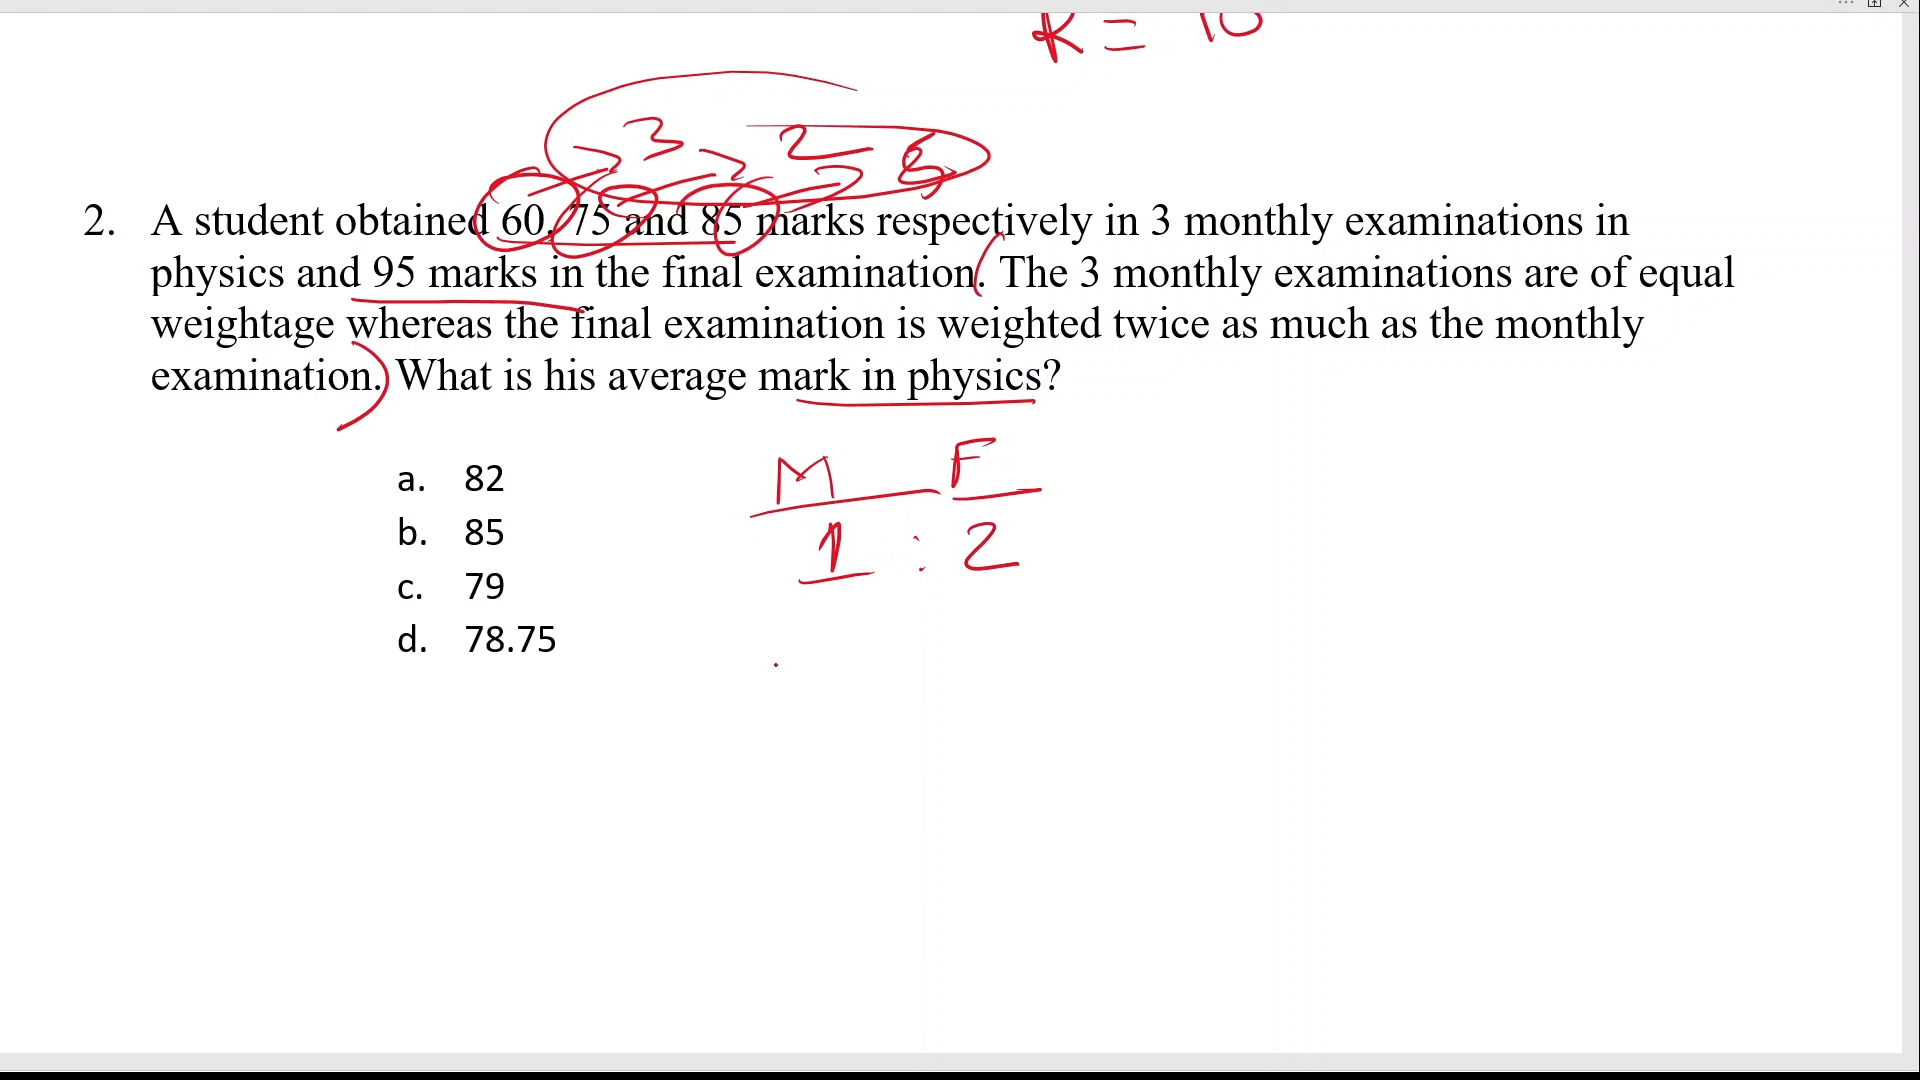 R = 10
3 2 5
2. A student obtained 60, 75 and 85 marks respectively in 3 monthly examinations in
physics and 95 marks in the final examination. The 3 monthly examinations are of equal
weightage whereas the final examination is weighted twice as much as the monthly
examination. What is his average mark in physics?
a. 82
b. 85
c. 79
d. 78.75
M F
1 : 2